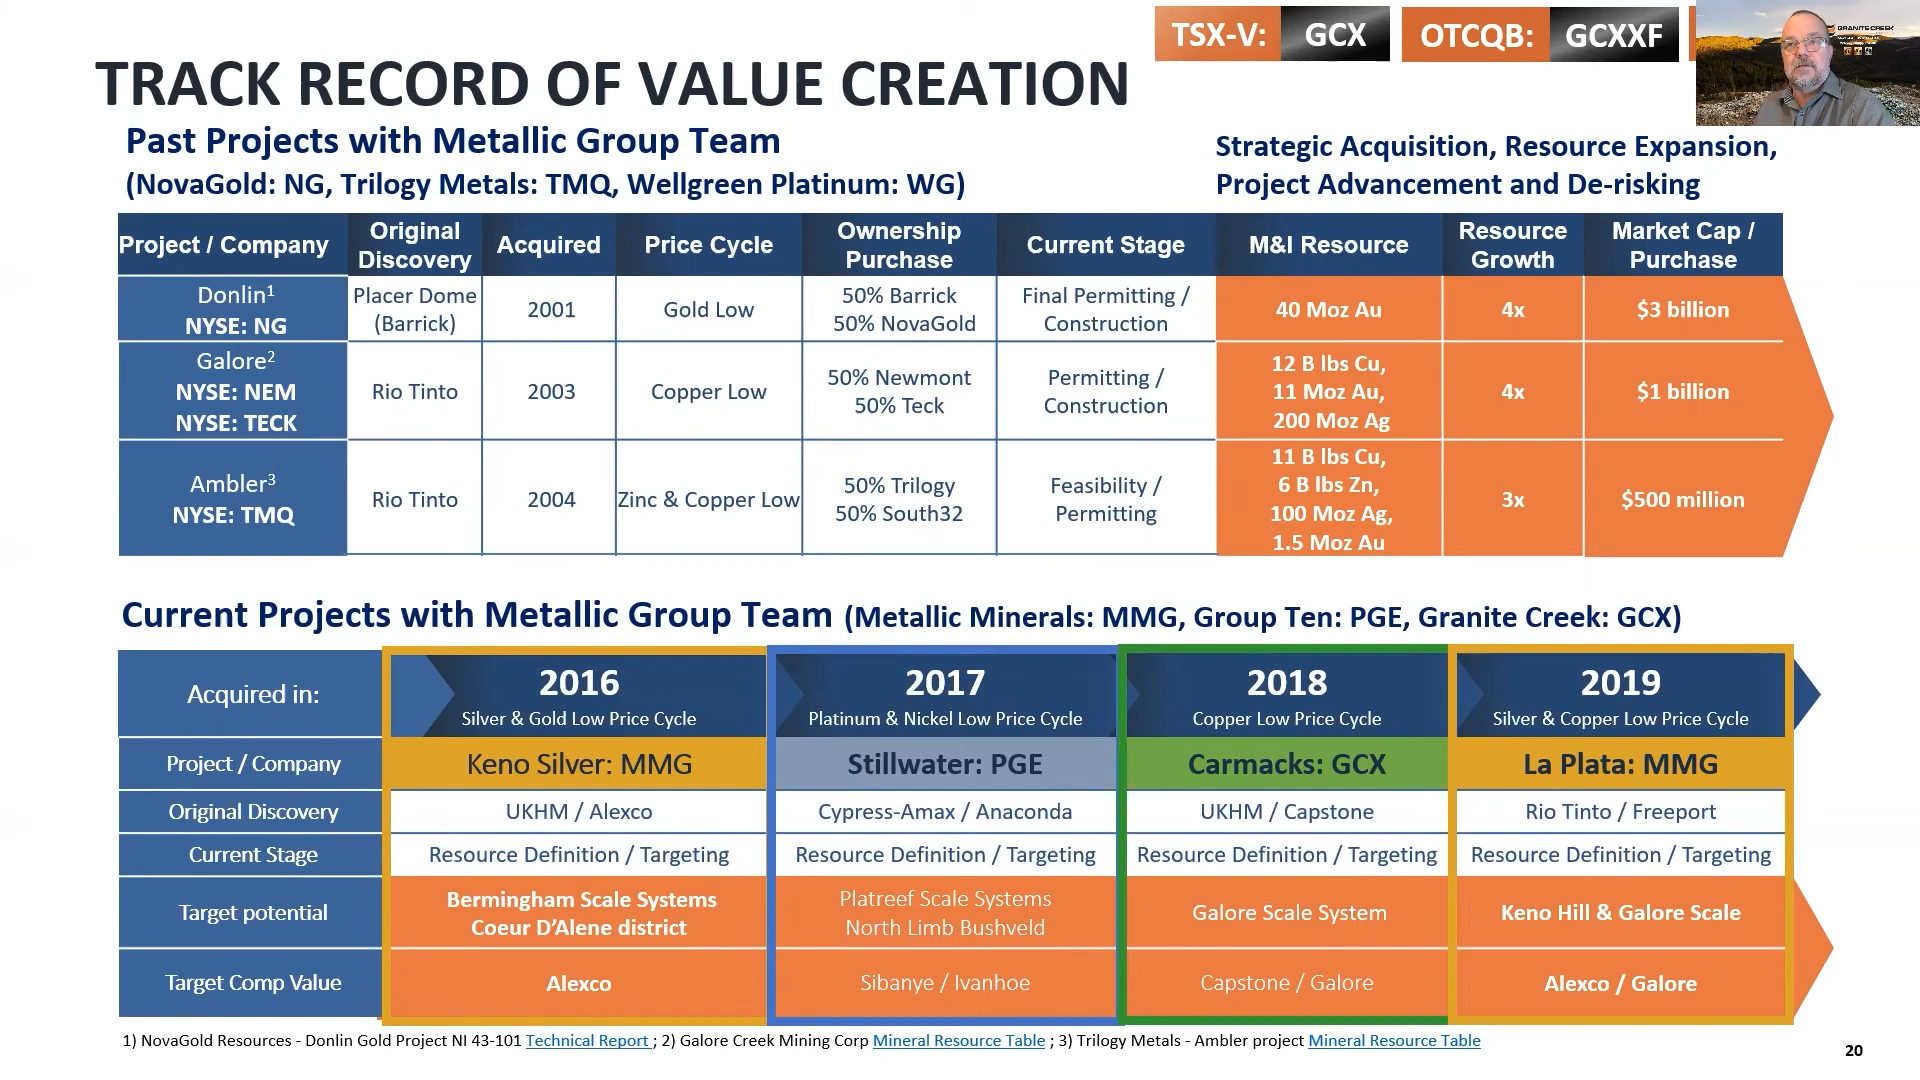 TSX-V: GCX OTCQB: GCXXF
GRANITE CREEK
TRACK RECORD OF VALUE CREATION
Past Projects with Metallic Group Team
(NovaGold: NG, Trilogy Metals: TMQ, Wellgreen Platinum: WG)
Strategic Acquisition, Resource Expansion,
Project Advancement and De-risking
Project / Company
Original
Discovery
Acquired
Price Cycle
Ownership
Purchase
Current Stage
M&I Resource
Resource
Growth
Market Cap /
Purchase
Donlin¹
NYSE: NG
Placer Dome
(Barrick)
2001
Gold Low
50% Barrick
50% NovaGold
Final Permitting /
Construction
40 Moz Au
4x
$3 billion
Galore²
NYSE: NEM
NYSE: TECK
Rio Tinto
2003
Copper Low
50% Newmont
50% Teck
Permitting /
Construction
12 B lbs Cu,
11 Moz Au,
200 Moz Ag
4x
$1 billion
Ambler³
NYSE: TMQ
Rio Tinto
2004
Zinc & Copper Low
50% Trilogy
50% South32
Feasibility /
Permitting
11 B lbs Cu,
6 B lbs Zn,
100 Moz Ag,
1.5 Moz Au
3x
$500 million
Current Projects with Metallic Group Team (Metallic Minerals: MMG, Group Ten: PGE, Granite Creek: GCX)
Acquired in:
2016
Silver & Gold Low Price Cycle
2017
Platinum & Nickel Low Price Cycle
2018
Copper Low Price Cycle
2019
Silver & Copper Low Price Cycle
Project / Company
Keno Silver: MMG
Stillwater: PGE
Carmacks: GCX
La Plata: MMG
Original Discovery
UKHM / Alexco
Cypress-Amax / Anaconda
UKHM / Capstone
Rio Tinto / Freeport
Current Stage
Resource Definition / Targeting
Resource Definition / Targeting
Resource Definition / Targeting
Resource Definition / Targeting
Target potential
Bermingham Scale Systems
Coeur D’Alene district
Platreef Scale Systems
North Limb Bushveld
Galore Scale System
Keno Hill & Galore Scale
Target Comp Value
Alexco
Sibanye / Ivanhoe
Capstone / Galore
Alexco / Galore
1) NovaGold Resources - Donlin Gold Project NI 43-101 Technical Report ; 2) Galore Creek Mining Corp Mineral Resource Table ; 3) Trilogy Metals - Ambler project Mineral Resource Table
20